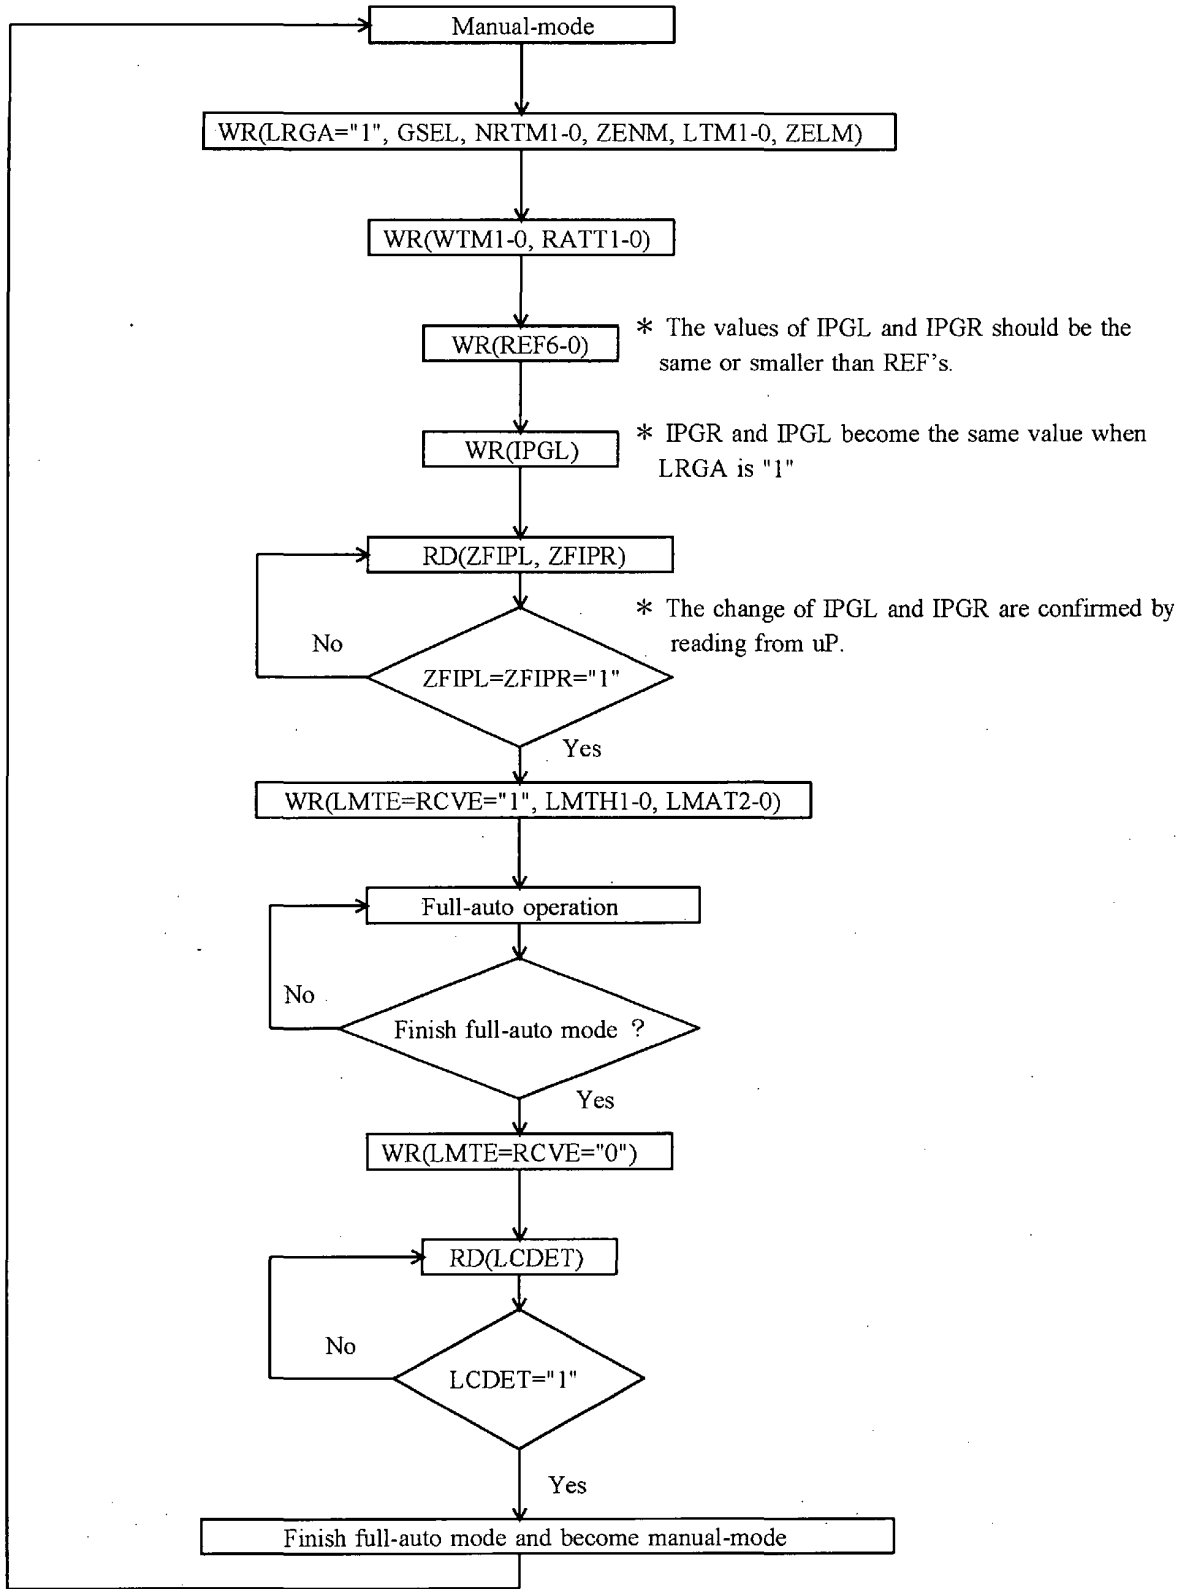 Manual-mode
WR(LRGA="1", GSEL, NRTM1-0, ZENM, LTM1-0, ZELM)
WR(WTM1-0, RATT1-0)
WR(REF6-0)
* The values of IPGL and IPGR should be the
same or smaller than REF's.
WR(IPGL)
* IPGR and IPGL become the same value when
LRGA is "1"
RD(ZFIPL, ZFIPR)
* The change of IPGL and IPGR are confirmed by
reading from uP.
No
ZFIPL=ZFIPR="1"
Yes
WR(LMTE=RCVE="1", LMTH1-0, LMAT2-0)
Full-auto operation
No
Finish full-auto mode ?
Yes
WR(LMTE=RCVE="0")
RD(LCDET)
No
LCDET="1"
Yes
Finish full-auto mode and become manual-mode